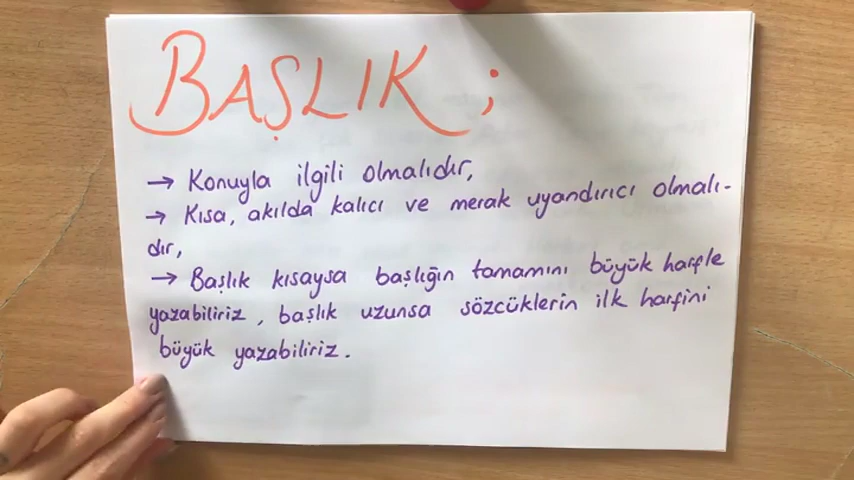 BAŞLIK ;
→ Konuyla ilgili olmalıdır,
→ Kısa, akılda kalıcı ve merak uyandırıcı olmalı-
dır,
→ Başlık kısaysa başlığın tamamını büyük harfle
yazabiliriz, başlık uzunsa sözcüklerin ilk harfini
büyük yazabiliriz.